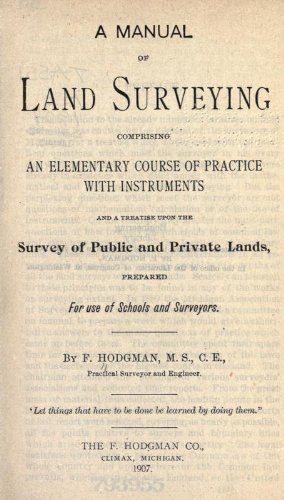 A MANUAL
OF
LAND SURVEYING
COMPRISING
AN ELEMENTARY COURSE OF PRACTICE
WITH INSTRUMENTS
AND A TREATISE UPON THE
Survey of Public and Private Lands,
PREPARED
For use of Schools and Surveyors.
BY F. HODGMAN, M. S., C. E.,
Practical Surveyor and Engineer.
'Let things that have to be done be learned by doing them."
THE F. HODGMAN CO.,
CLIMAX, MICHIGAN.
1907.